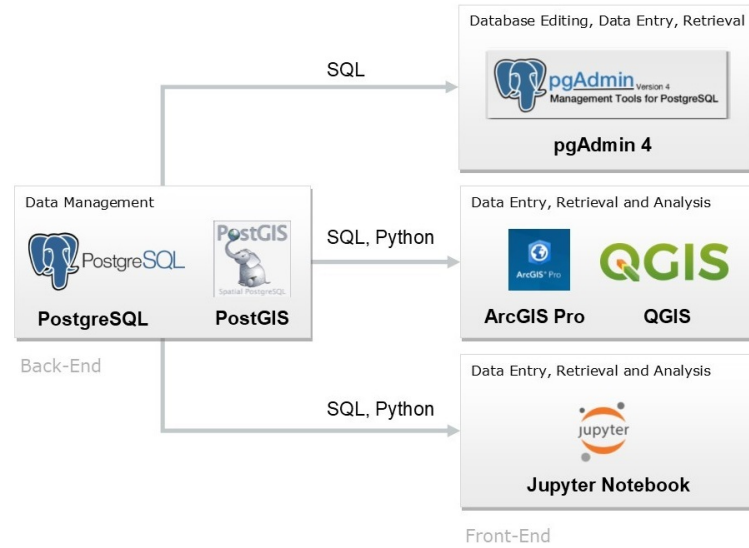 Database Editing, Data Entry, Retrieval
SQL
pgAdmin Version 4
Management Tools for PostgreSQL
pgAdmin 4
Data Management
PostgreSQL
PostGIS
Spatial PostgreSQL
PostgreSQL
PostGIS
Back-End
SQL, Python
Data Entry, Retrieval and Analysis
ArcGIS® Pro
QGIS
ArcGIS Pro
QGIS
SQL, Python
Data Entry, Retrieval and Analysis
jupyter
Jupyter Notebook
Front-End